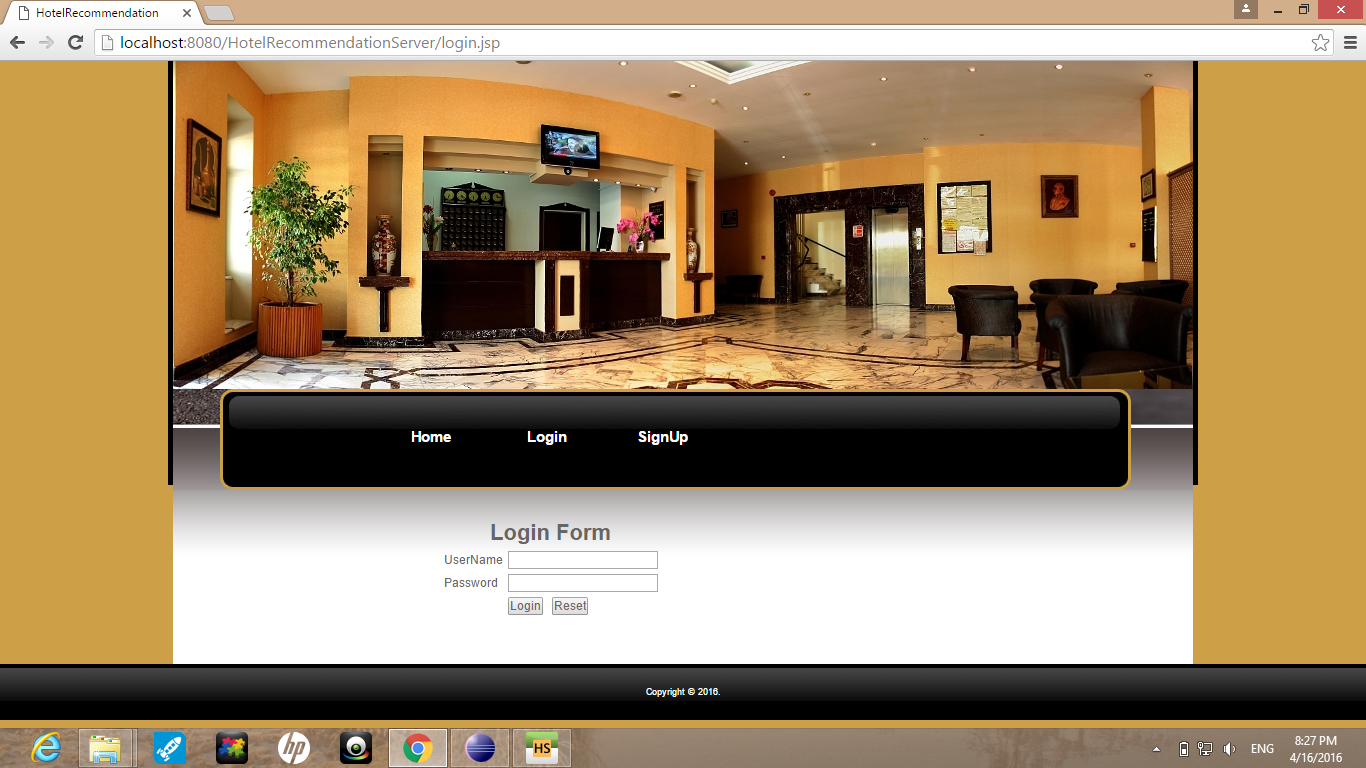 HotelRecommendation
localhost:8080/HotelRecommendationServer/login.jsp
Home Login SignUp
Login Form
UserName
Password
Login Reset
Copyright © 2016.
hp
HS
ENG
8:27 PM
4/16/2016